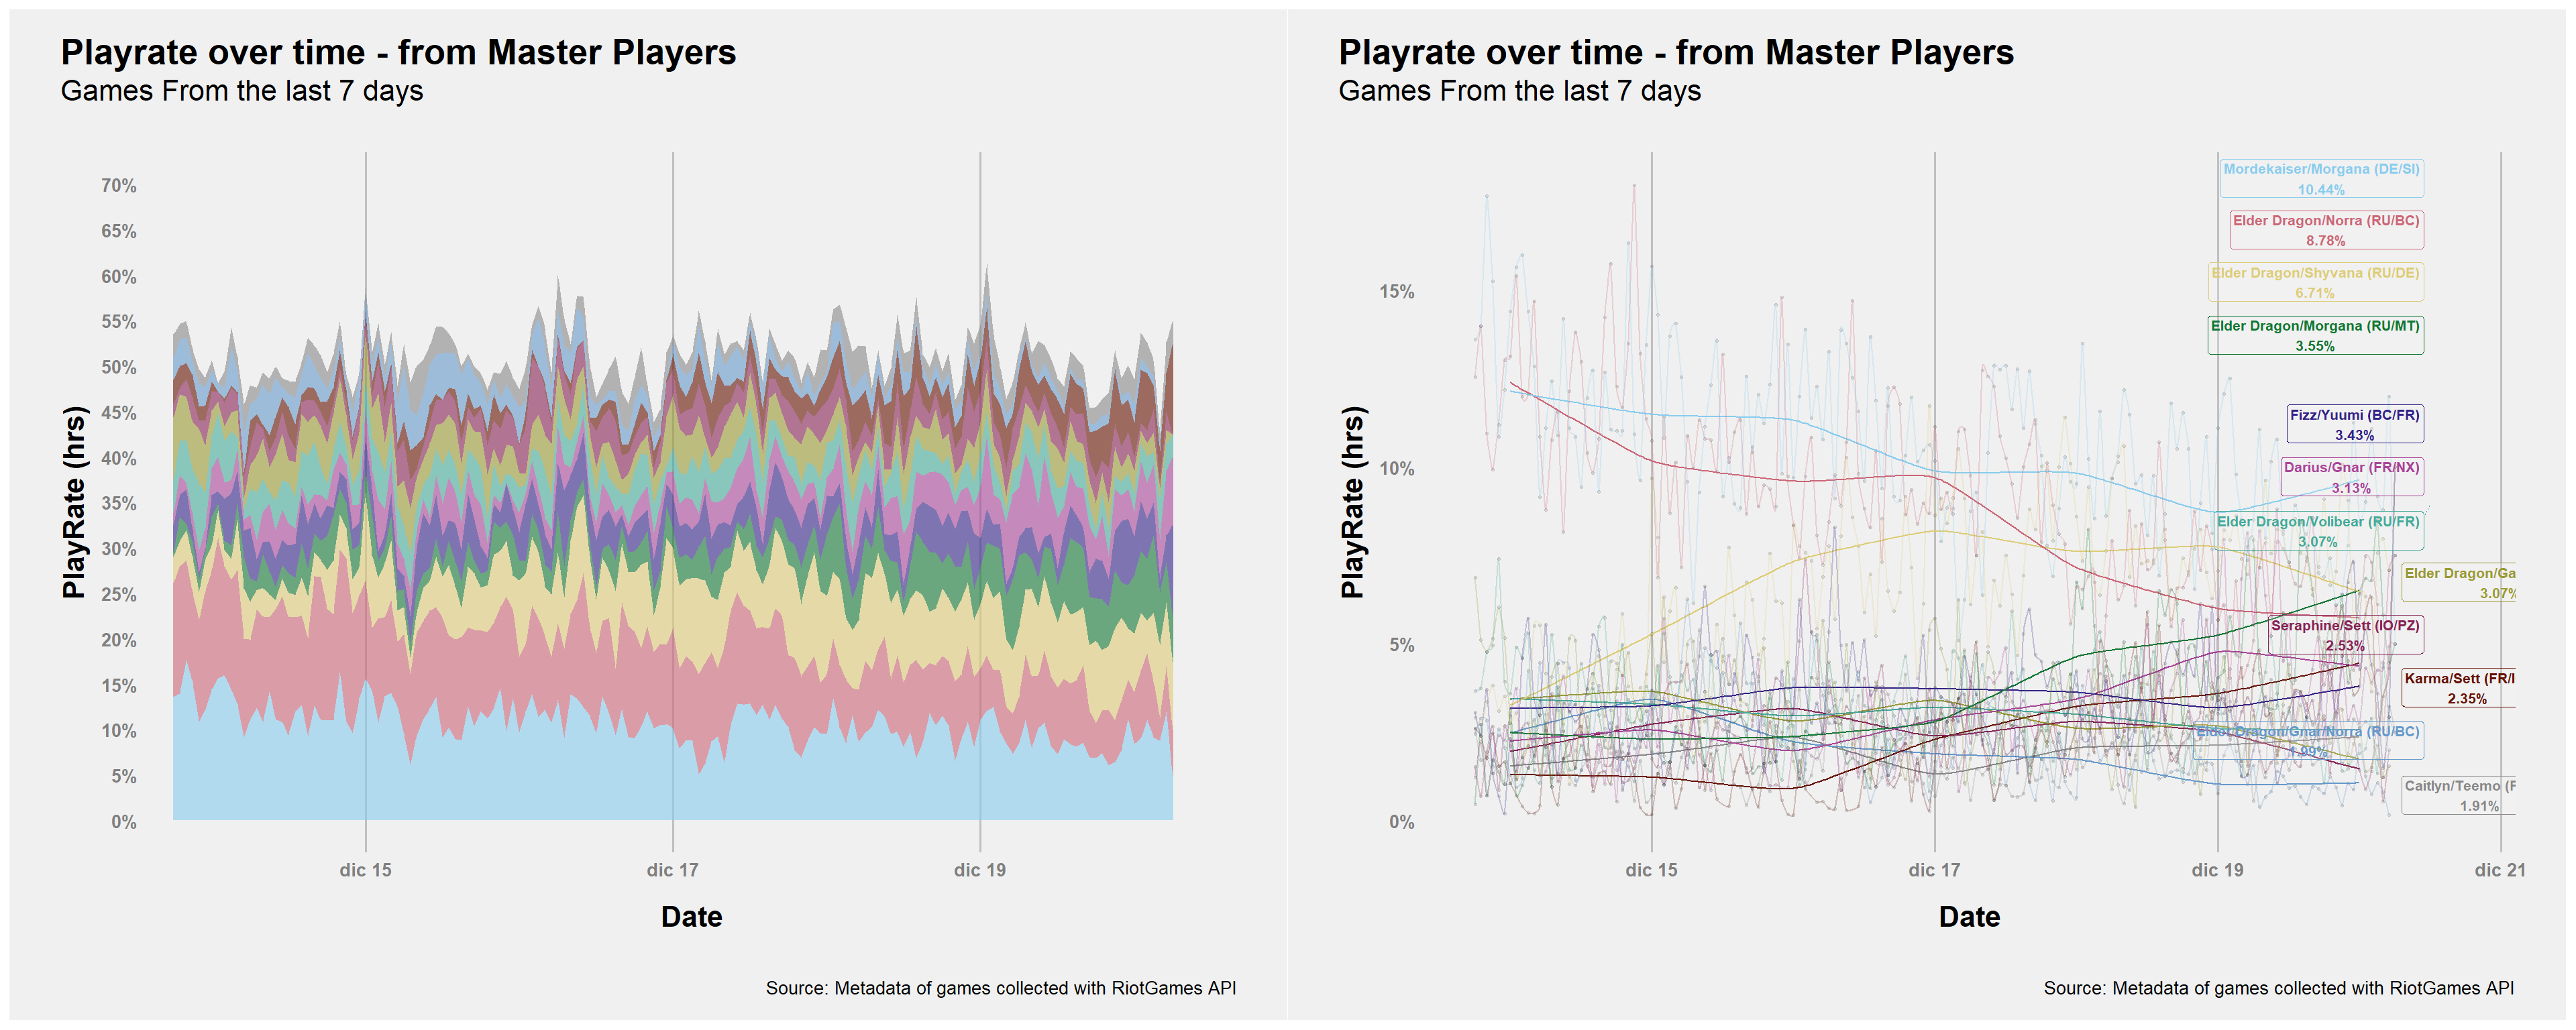 Playrate over time - from Master Players
Games From the last 7 days
70%
65%
60%
55%
50%
45%
40%
35%
30%
25%
20%
15%
10%
5%
0%
PlayRate (hrs)
dic 15
dic 17
dic 19
Date
Source: Metadata of games collected with RiotGames API
Playrate over time - from Master Players
Games From the last 7 days
15%
10%
5%
0%
PlayRate (hrs)
Mordekaiser/Morgana (DE/SI)
10.44%
Elder Dragon/Norra (RU/BC)
8.78%
Elder Dragon/Shyvana (RU/DE)
6.71%
Elder Dragon/Morgana (RU/MT)
3.55%
Fizz/Yuumi (BC/FR)
3.43%
Darius/Gnar (FR/NX)
3.13%
Elder Dragon/Volibear (RU/FR)
3.07%
Elder Dragon/Ga
3.07%
Seraphine/Sett (IO/PZ)
2.53%
Karma/Sett (FR/I
2.35%
Elder Dragon/Gnar/Norra (RU/BC)
1.99%
Caitlyn/Teemo (F
1.91%
dic 15
dic 17
dic 19
dic 21
Date
Source: Metadata of games collected with RiotGames API